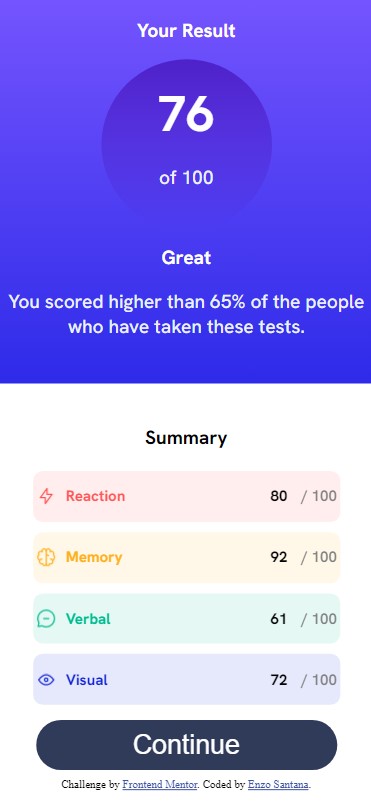 Your Result
76
of 100
Great
You scored higher than 65% of the people
who have taken these tests.
Summary
Reaction 80 / 100
Memory 92 / 100
Verbal 61 / 100
Visual 72 / 100
Continue
Challenge by Frontend Mentor. Coded by Enzo Santana.